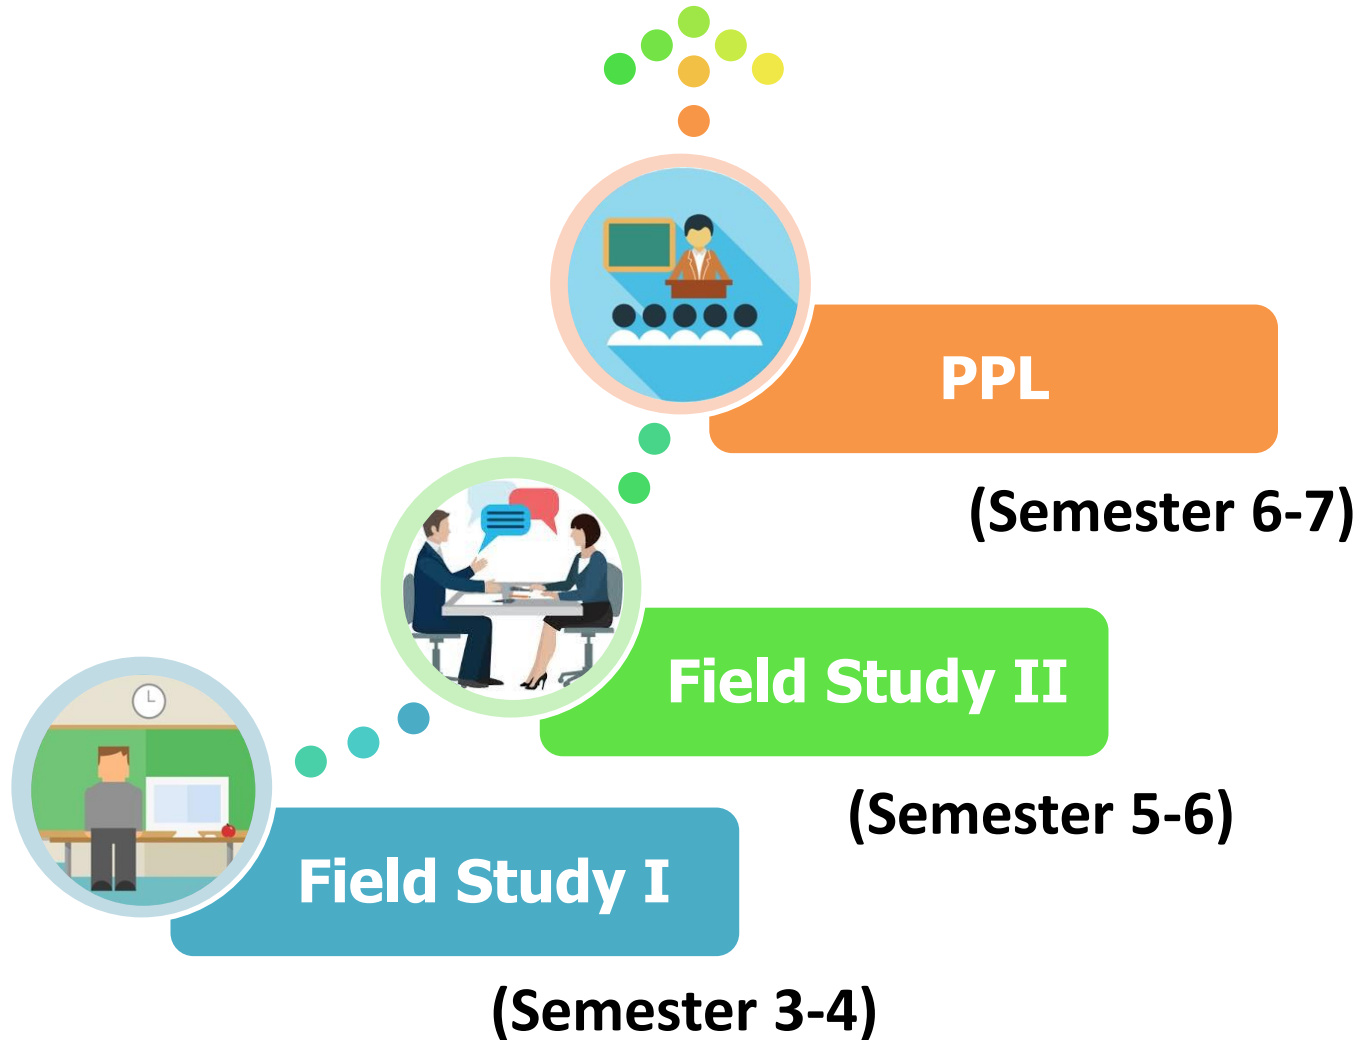 PPL
(Semester 6-7)
Field Study II
(Semester 5-6)
Field Study I
(Semester 3-4)